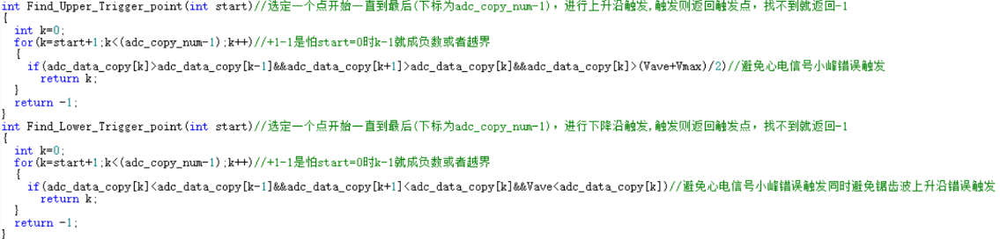 int Find_Upper_Trigger_point(int start)//选定一个点开始一直到最后(下标为adc_copy_num-1)，进行上升沿触发,触发则返回触发点，找不到就返回-1
{
  int k=0;
  for(k=start+1;k<(adc_copy_num-1);k++)//+1-1是怕start=0时k-1就成负数或者越界
  {
    if(adc_data_copy[k]>adc_data_copy[k-1]&&adc_data_copy[k+1]>adc_data_copy[k]&&adc_data_copy[k]>(Vave+Vmax)/2)//避免心电信号小峰错误触发
      return k;
  }
  return -1;
}
int Find_Lower_Trigger_point(int start)//选定一个点开始一直到最后(下标为adc_copy_num-1)，进行下降沿触发,触发则返回触发点，找不到就返回-1
{
  int k=0;
  for(k=start+1;k<(adc_copy_num-1);k++)//+1-1是怕start=0时k-1就成负数或者越界
  {
    if(adc_data_copy[k]<adc_data_copy[k-1]&&adc_data_copy[k+1]<adc_data_copy[k]&&Vave<adc_data_copy[k])//避免心电信号小峰错误触发同时避免锯齿波上升沿错误触发
      return k;
  }
  return -1;
}